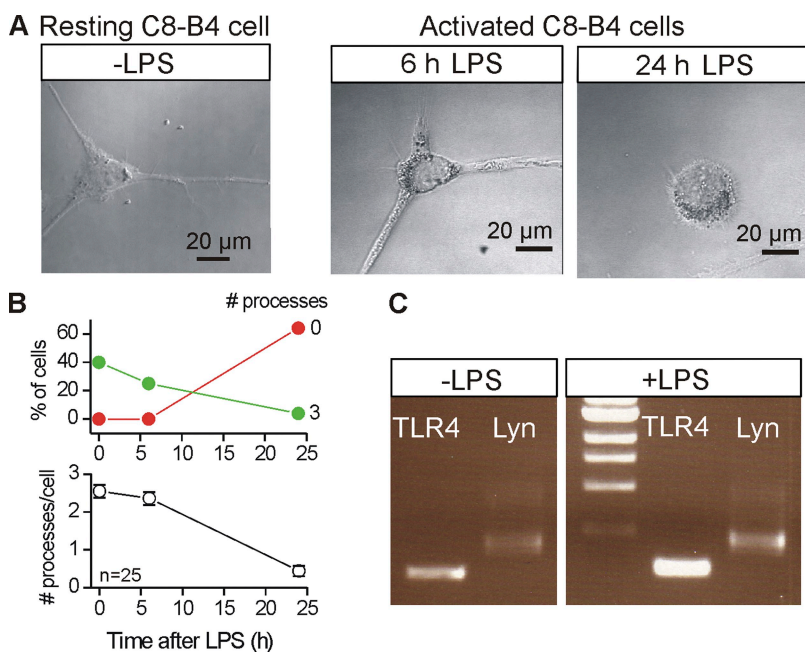 A Resting C8-B4 cell
Activated C8-B4 cells
-LPS
6 h LPS
24 h LPS
20 µm
20 µm
20 µm
B
# processes
% of cells
60
40
20
0
0
3
0 5 10 15 20 25
# processes/cell
3
2
1
0
n=25
0 5 10 15 20 25
Time after LPS (h)
C
-LPS
+LPS
TLR4 Lyn
TLR4 Lyn